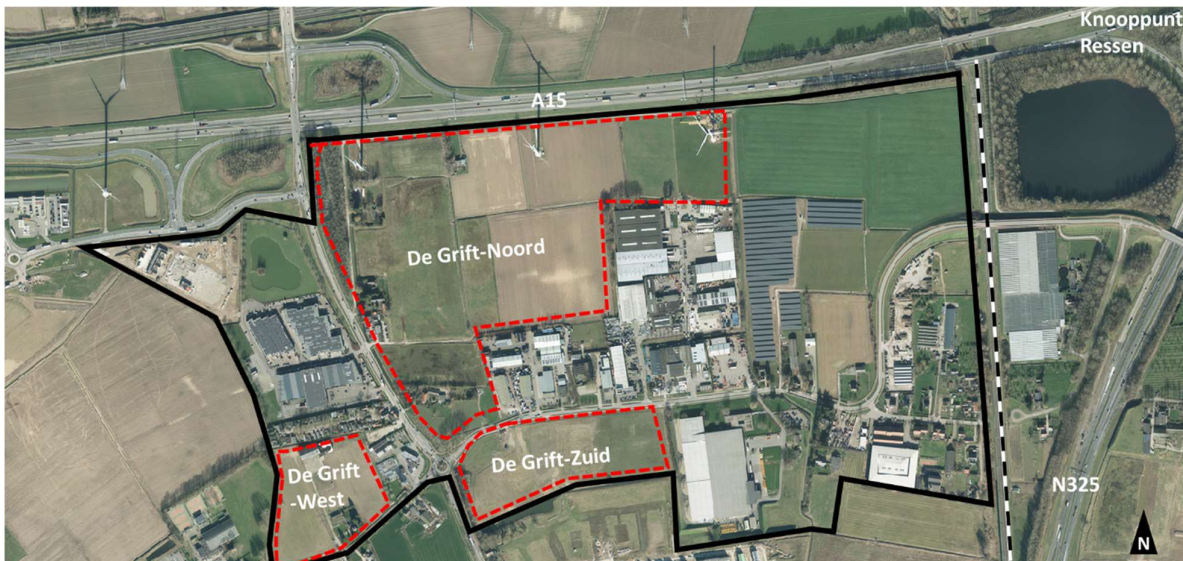 Knooppunt
Ressen
A15
De Grift-Noord
De Grift-Zuid
De Grift
-West
N325
N